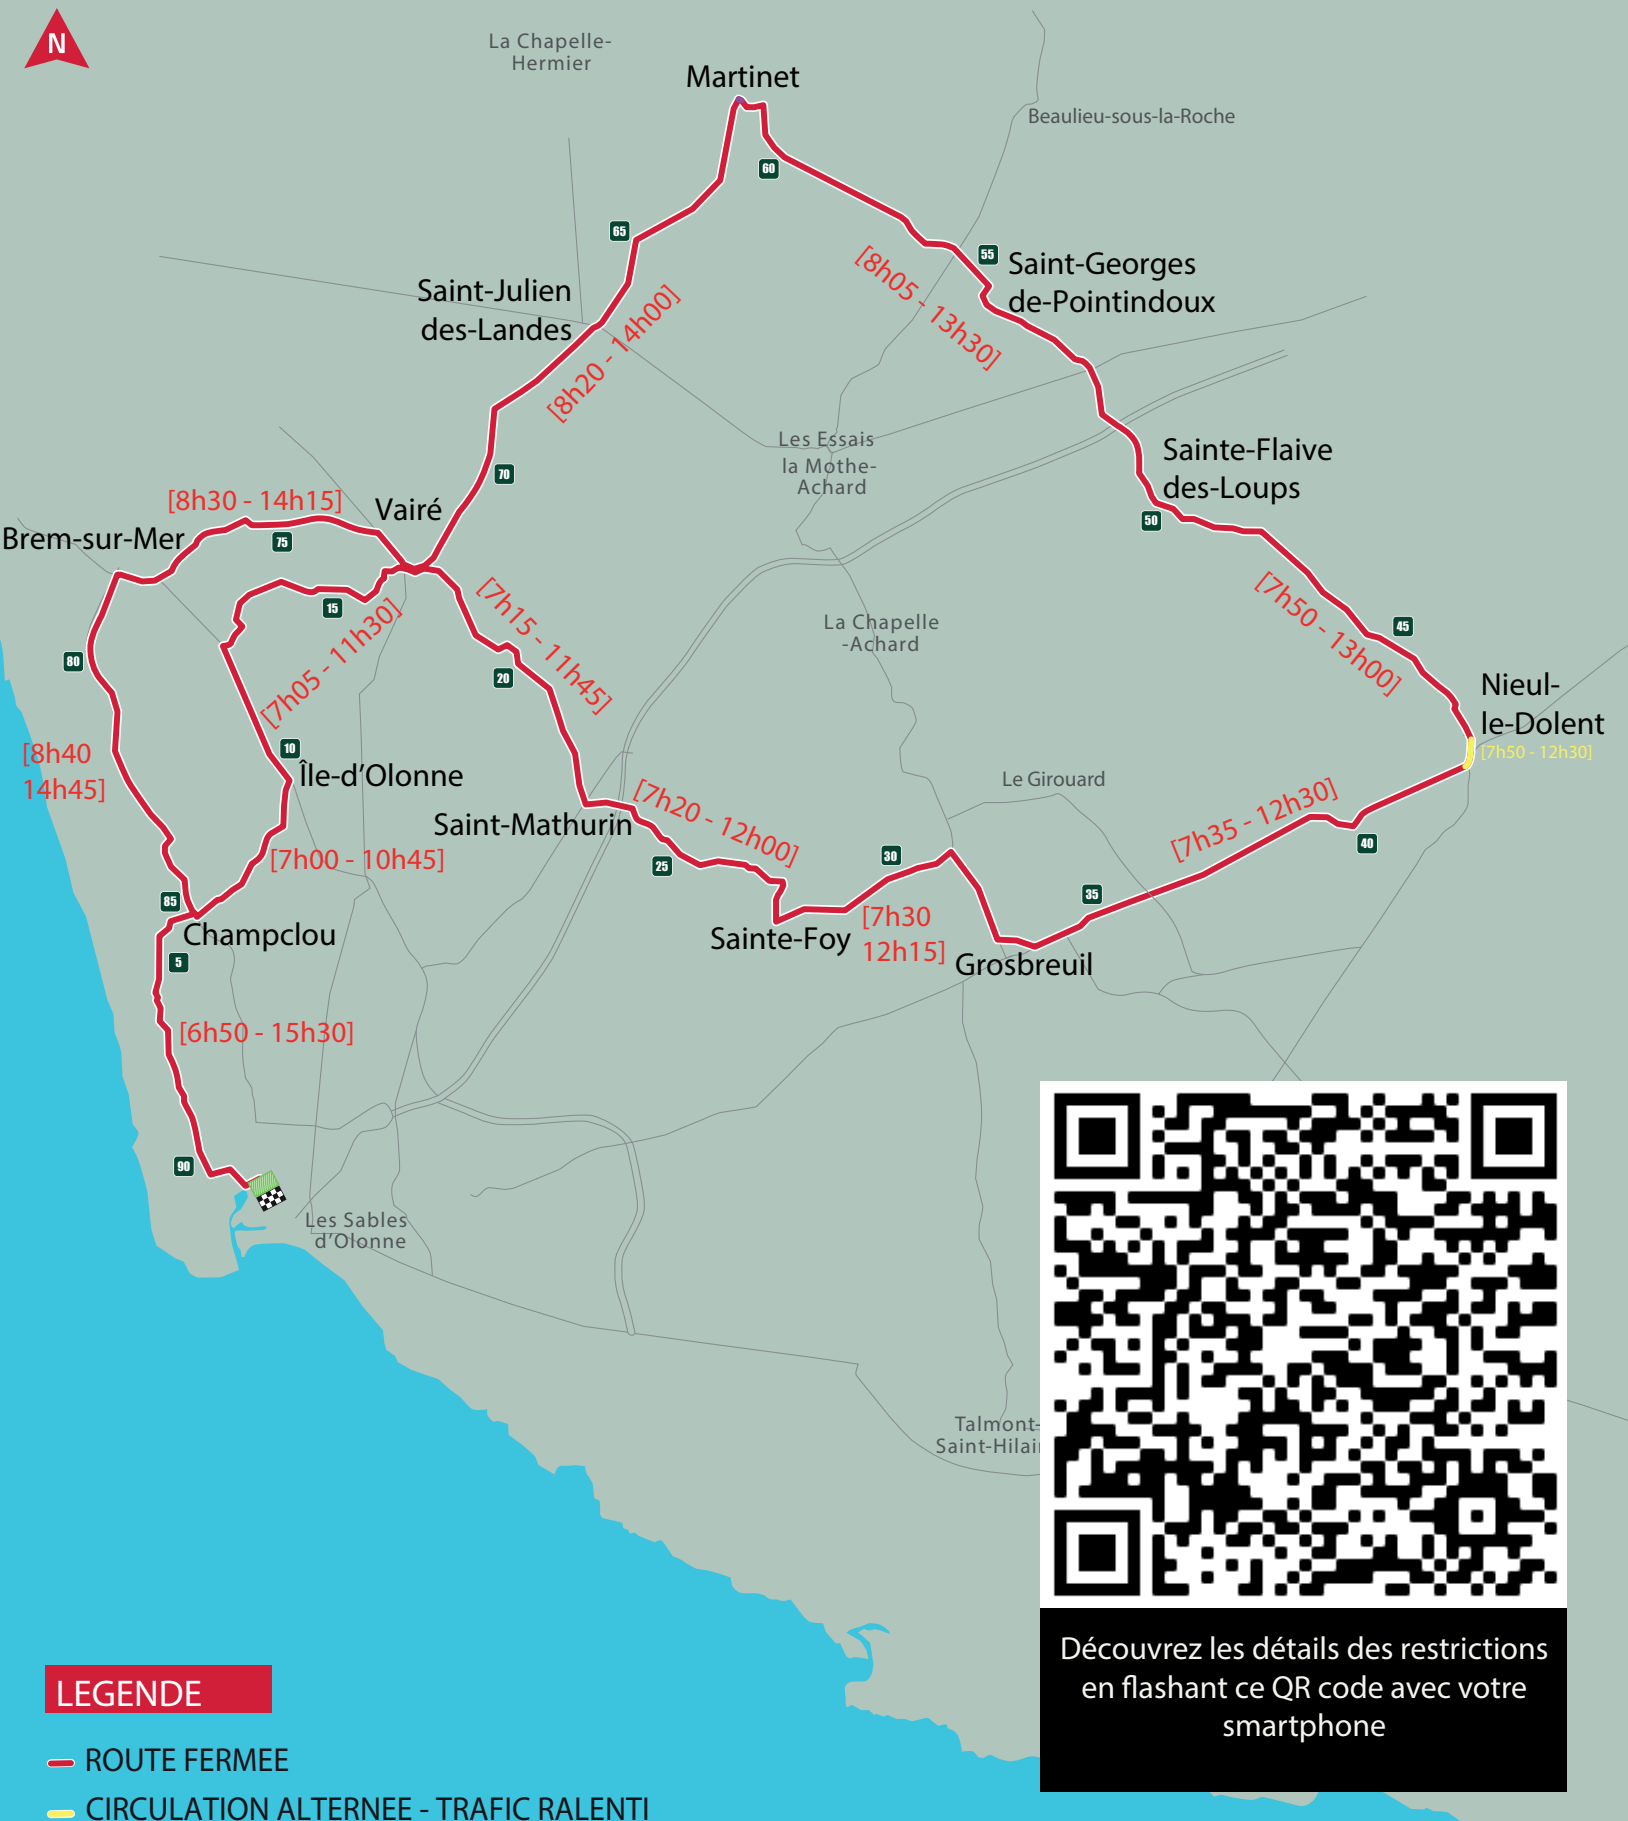 N
La Chapelle-
Hermier
Martinet
Beaulieu-sous-la-Roche
60
65
55
Saint-Georges
de-Pointindoux
[8h05 - 13h30]
Saint-Julien
des-Landes
[8h20 - 14h00]
Les Essais
la Mothe-
Achard
Sainte-Flaive
des-Loups
70
50
[8h30 - 14h15]
Vairé
Brem-sur-Mer
75
15
[7h05 - 11h30]
[7h15 - 11h45]
20
[7h50 - 13h00]
45
La Chapelle
-Achard
80
Nieul-
le-Dolent
[7h50 - 12h30]
[8h40
14h45]
10
Île-d'Olonne
Le Girouard
[7h20 - 12h00]
[7h35 - 12h30]
Saint-Mathurin
40
[7h00 - 10h45]
25
30
35
85
Champclou
5
Sainte-Foy
[7h30
12h15]
Grosbreuil
[6h50 - 15h30]
90
Les Sables
d'Olonne
Talmont-
Saint-Hilai
Découvrez les détails des restrictions
en flashant ce QR code avec votre
smartphone
LEGENDE
ROUTE FERMEE
CIRCULATION ALTERNEE - TRAFIC RALENTI